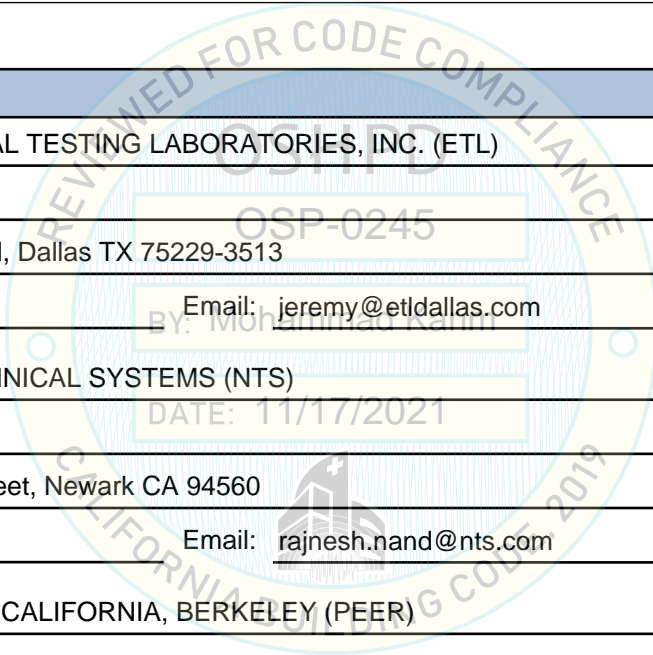 REVIEWED FOR CODE COMPLIANCE
AL TESTING LABORATORIES, INC. (ETL)
OSHPD
OSP-0245
, Dallas TX 75229-3513
Email: jeremy@etldallas.com
BY: Mohammad Karim
HNICAL SYSTEMS (NTS)
DATE: 11/17/2021
eet, Newark CA 94560
Email: rajnesh.nand@nts.com
CALIFORNIA, BERKELEY (PEER)
CALIFORNIA BUILDING CODE, 2019